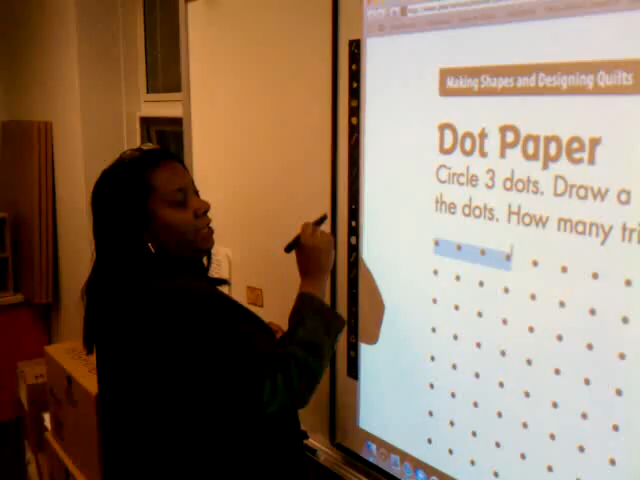 Making Shapes and Designing Quilts
Dot Paper
Circle 3 dots. Draw a
the dots. How many tri